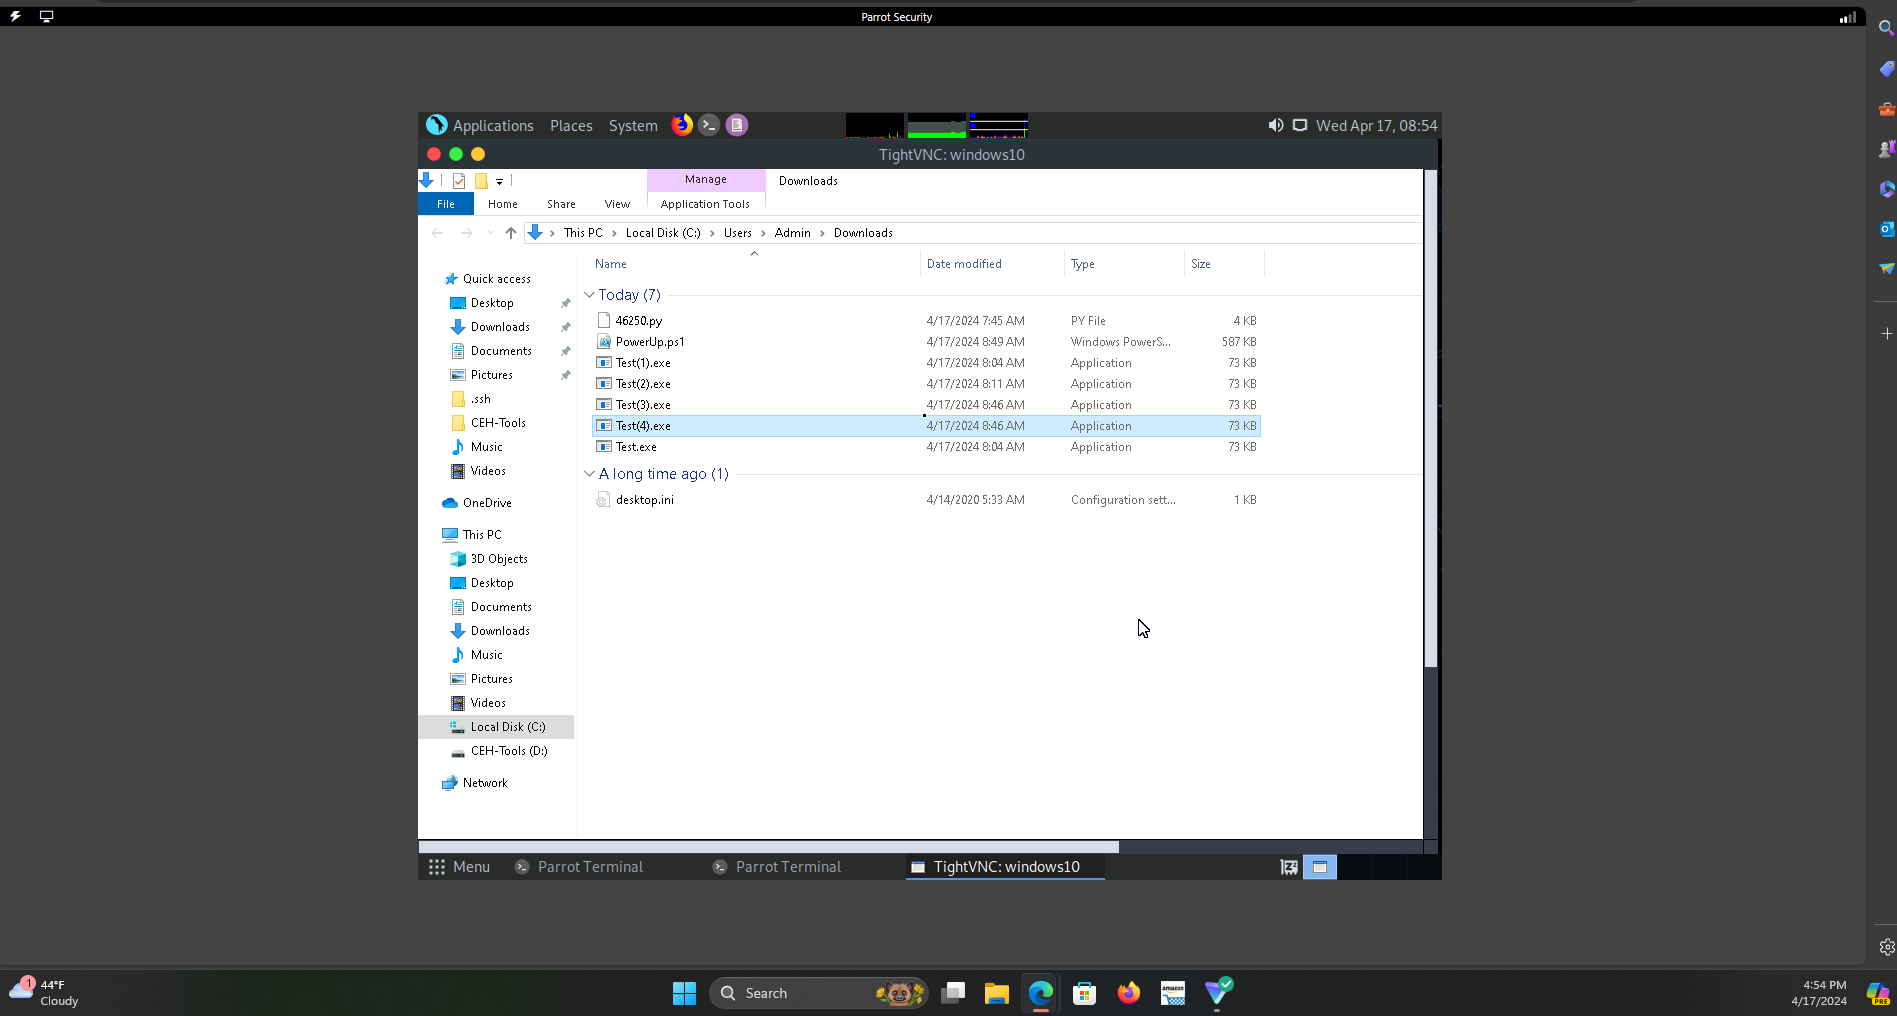 Parrot Security
Applications Places System Wed Apr 17, 08:54
TightVNC: windows10
Manage Downloads
File Home Share View Application Tools
This PC Local Disk (C:) Users Admin Downloads
Name Date modified Type Size
Quick access
Desktop
Downloads
Documents
Pictures
.ssh
CEH-Tools
Music
Videos
OneDrive
This PC
3D Objects
Desktop
Documents
Downloads
Music
Pictures
Videos
Local Disk (C:)
CEH-Tools (D:)
Network
Today (7)
46250.py 4/17/2024 7:45 AM PY File 4 KB
PowerUp.ps1 4/17/2024 8:49 AM Windows PowerS... 587 KB
Test(1).exe 4/17/2024 8:04 AM Application 73 KB
Test(2).exe 4/17/2024 8:11 AM Application 73 KB
Test(3).exe 4/17/2024 8:46 AM Application 73 KB
Test(4).exe 4/17/2024 8:46 AM Application 73 KB
Test.exe 4/17/2024 8:04 AM Application 73 KB
A long time ago (1)
desktop.ini 4/14/2020 5:33 AM Configuration sett... 1 KB
Menu Parrot Terminal Parrot Terminal TightVNC: windows10
1
44°F
Cloudy
Search
amazon
4:54 PM
4/17/2024
PRE